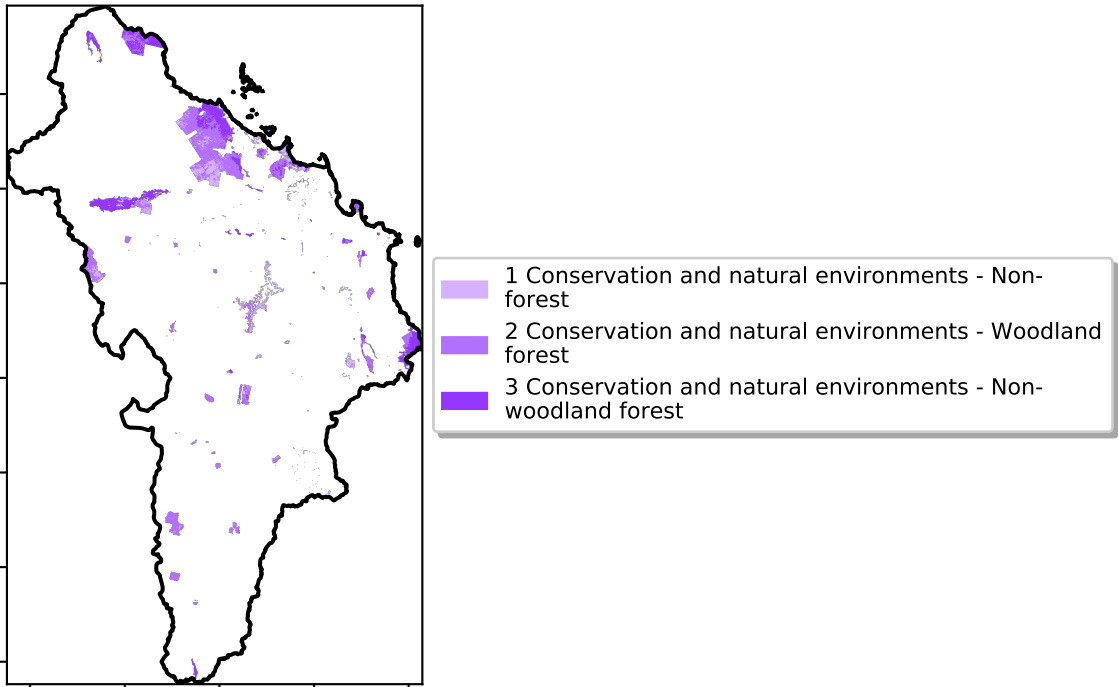 1 Conservation and natural environments - Non-
forest
2 Conservation and natural environments - Woodland
forest
3 Conservation and natural environments - Non-
woodland forest